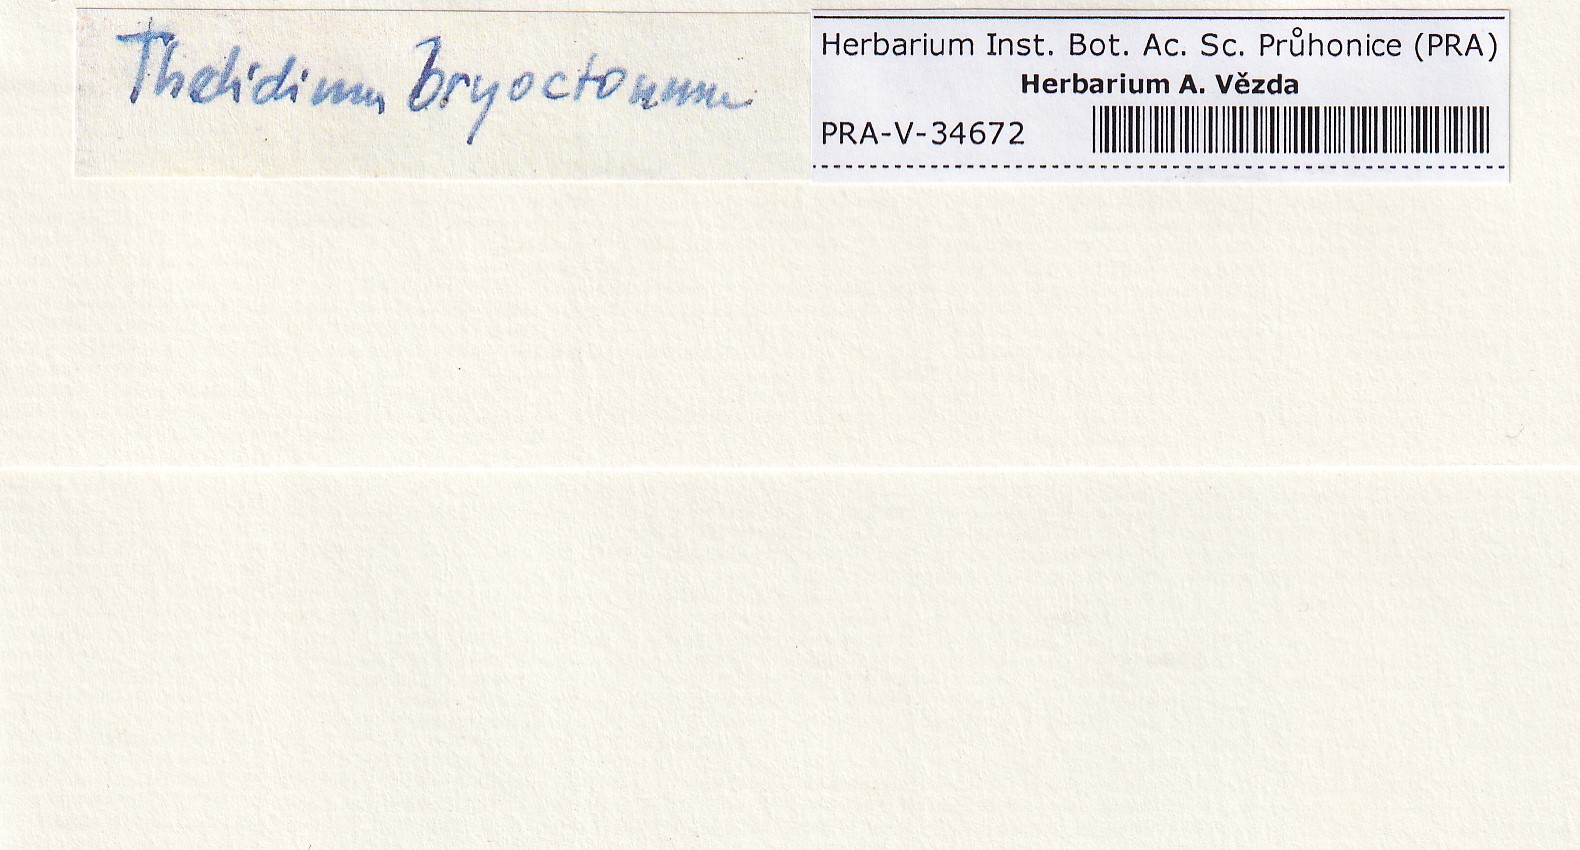 Thelidium bryoctonum
Herbarium Inst. Bot. Ac. Sc. Průhonice (PRA)
Herbarium A. Vězda
PRA-V-34672